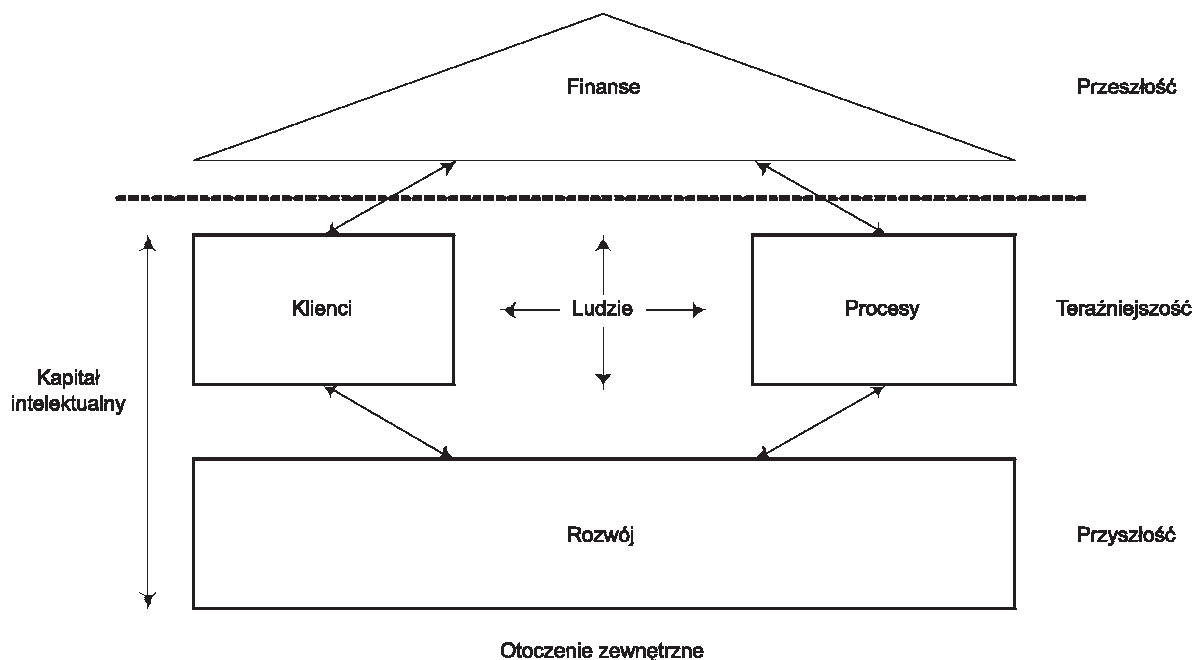 Finanse
Przeszłość
Klienci
Ludzie
Procesy
Teraźniejszość
Kapitał
intelektualny
Rozwój
Przyszłość
Otoczenie zewnętrzne